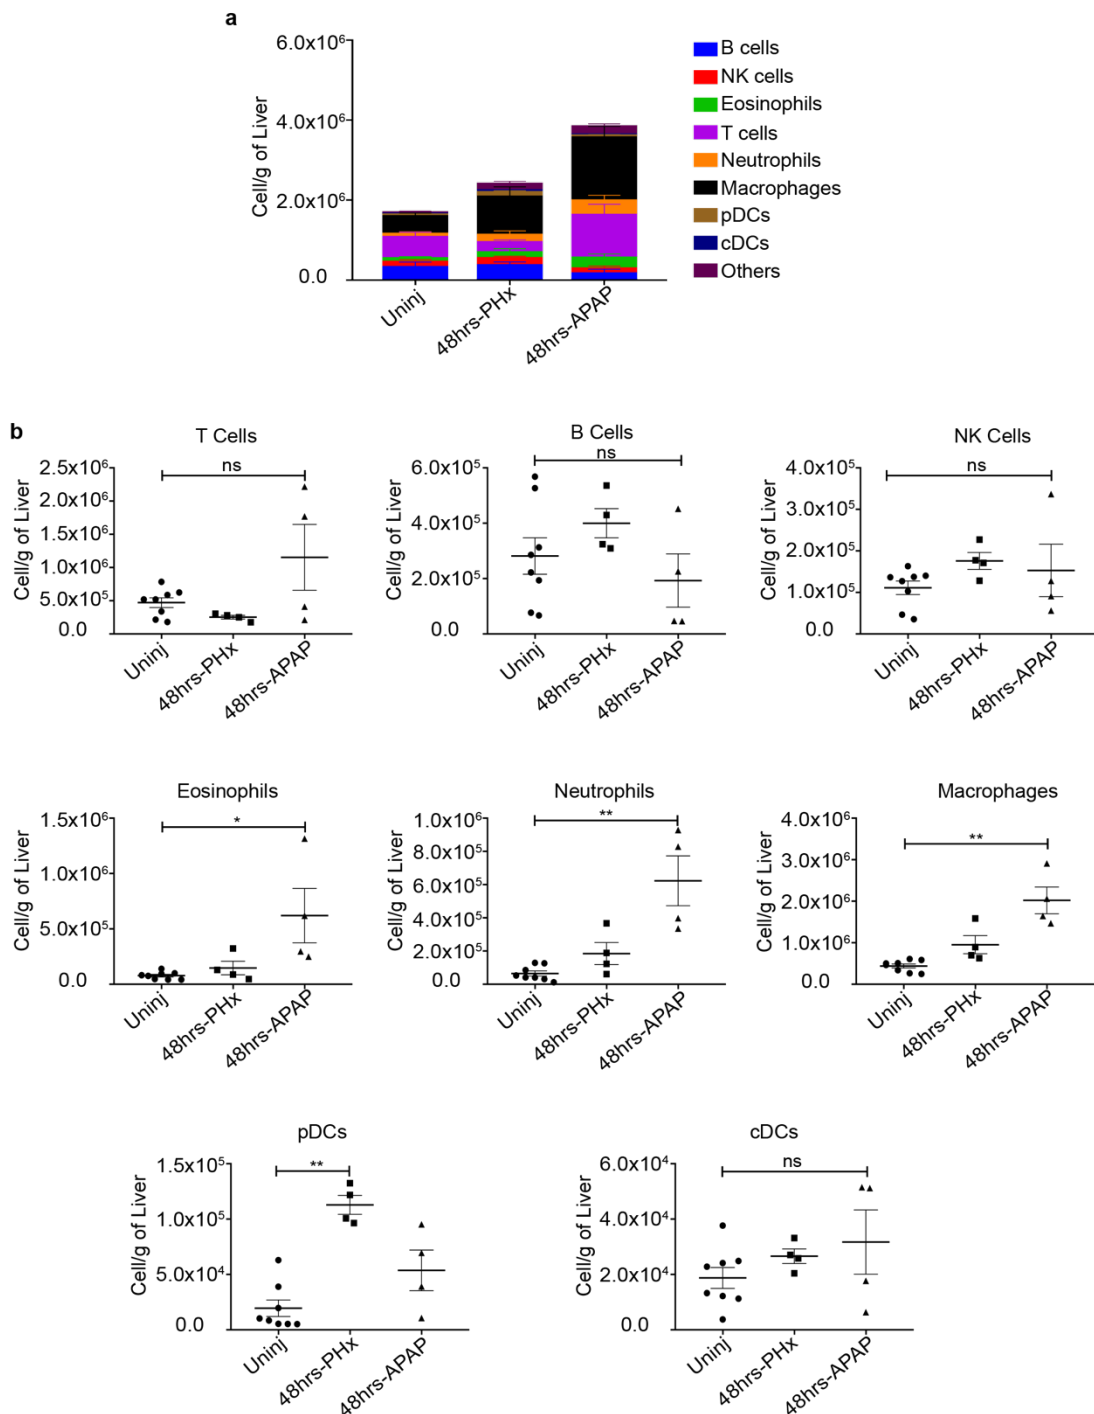 a
6.0x10⁶
4.0x10⁶
2.0x10⁶
0.0
Cell/g of Liver
Uninj
48hrs-PHx
48hrs-APAP
B cells
NK cells
Eosinophils
T cells
Neutrophils
Macrophages
pDCs
cDCs
Others
b
T Cells
ns
2.5x10⁶
2.0x10⁶
1.5x10⁶
1.0x10⁶
5.0x10⁵
0.0
Cell/g of Liver
Uninj
48hrs-PHx
48hrs-APAP
B Cells
ns
6.0x10⁵
4.0x10⁵
2.0x10⁵
0.0
Cell/g of Liver
Uninj
48hrs-PHx
48hrs-APAP
NK Cells
ns
4.0x10⁵
3.0x10⁵
2.0x10⁵
1.0x10⁵
0.0
Cell/g of Liver
Uninj
48hrs-PHx
48hrs-APAP
Eosinophils
*
1.5x10⁶
1.0x10⁶
5.0x10⁵
0.0
Cell/g of Liver
Uninj
48hrs-PHx
48hrs-APAP
Neutrophils
**
1.0x10⁶
8.0x10⁵
6.0x10⁵
4.0x10⁵
2.0x10⁵
0.0
Cell/g of Liver
Uninj
48hrs-PHx
48hrs-APAP
Macrophages
**
4.0x10⁶
3.0x10⁶
2.0x10⁶
1.0x10⁶
0.0
Cell/g of Liver
Uninj
48hrs-PHx
48hrs-APAP
pDCs
**
1.5x10⁵
1.0x10⁵
5.0x10⁴
0.0
Cell/g of Liver
Uninj
48hrs-PHx
48hrs-APAP
cDCs
ns
6.0x10⁴
4.0x10⁴
2.0x10⁴
0.0
Cell/g of Liver
Uninj
48hrs-PHx
48hrs-APAP